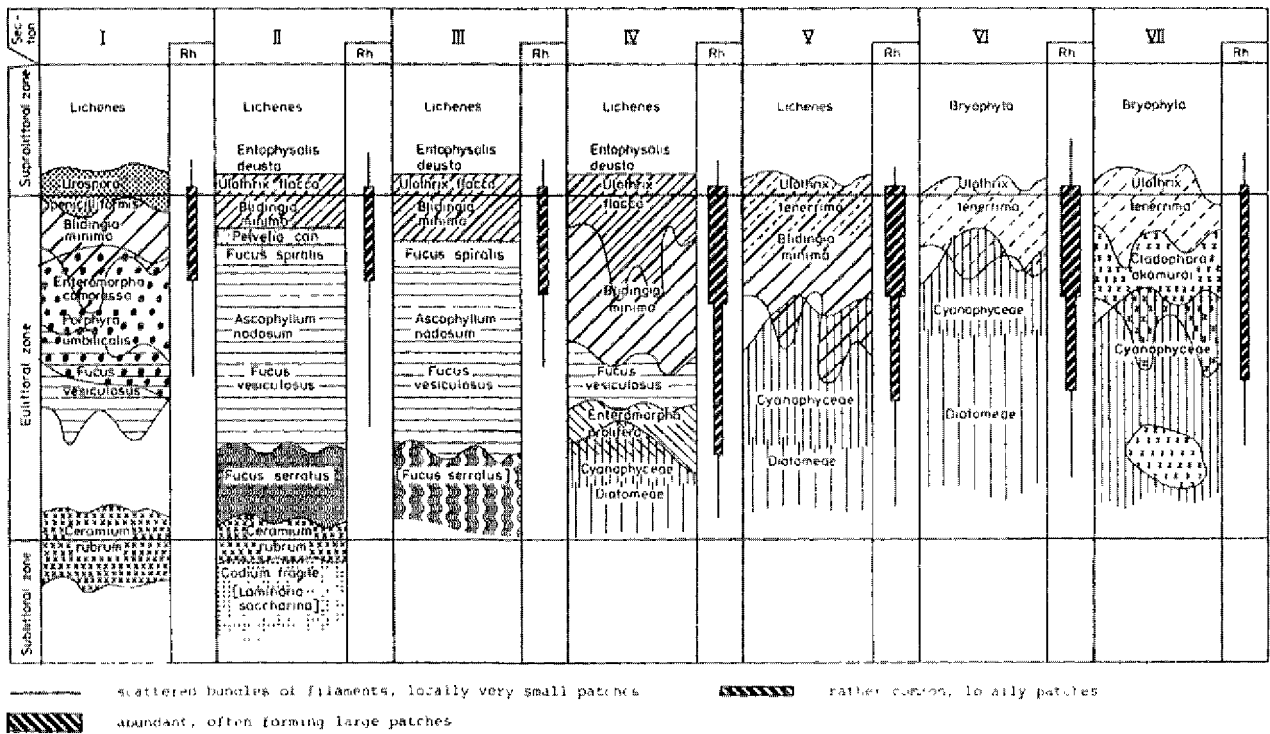 Sec-
tion
I
Rh
II
Rh
III
Rh
IV
Rh
V
Rh
VI
Rh
VII
Rh
Supralittoral zone
Eulittoral zone
Sublittoral zone
Lichenes
Urospora
penicilliformis
Blidingia
minima
Enteromorpha
compressa
Porphyra
umbilicalis
Fucus
vesiculosus
Ceramium
rubrum
Lichenes
Entophysalis
deusta
Ulothrix flacca
Blidingia
minima
Pelvetia can
Fucus spiralis
Ascophyllum
nodosum
Fucus
vesiculosus
Fucus serratus
Ceramium
rubrum
Codium fragile
[Laminaria
saccharina]
Lichenes
Entophysalis
deusta
Ulothrix flacca
Blidingia
minima
Fucus spiralis
Ascophyllum
nodosum
Fucus
vesiculosus
[Fucus serratus]
Lichenes
Entophysalis
deusta
Ulothrix
flacca
Blidingia
minima
Fucus
vesiculosus
Enteromorpha
prolifera
Cyanophyceae
Diatomeae
Lichenes
Ulothrix
tenerrima
Blidingia
minima
Cyanophyceae
Diatomeae
Bryophyta
Ulothrix
tenerrima
Cyanophyceae
Diatomeae
Bryophyta
Ulothrix
tenerrima
Cladophora
okamurai
Cyanophyceae
scattered bundles of filaments, locally very small patches
rather common, locally patches
abundant, often forming large patches